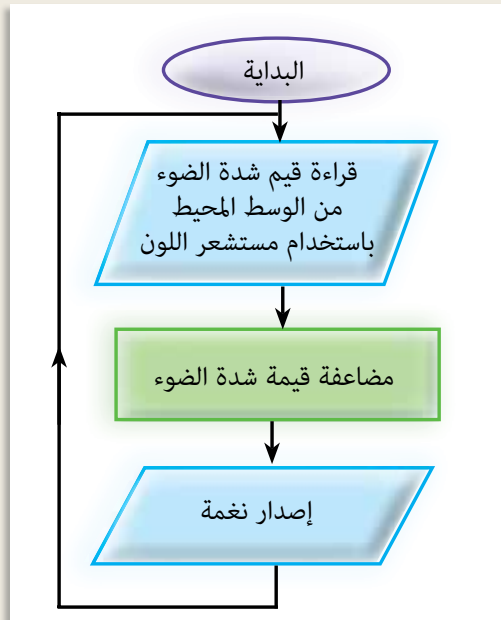 البداية
قراءة قيم شدة الضوء
من الوسط المحيط
باستخدام مستشعر اللون
مضاعفة قيمة شدة الضوء
إصدار نغمة